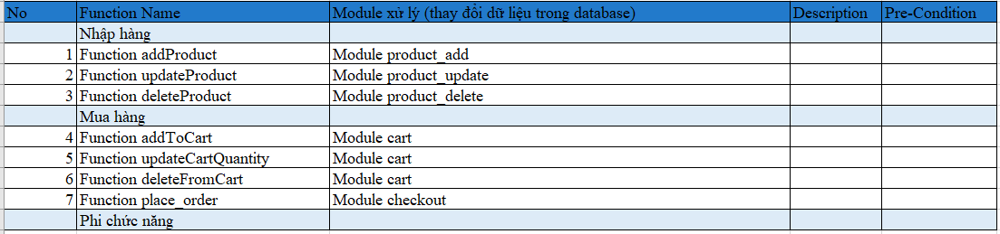 No Function Name Module xử lý (thay đổi dữ liệu trong database) Description Pre-Condition
Nhập hàng
1 Function addProduct Module product_add
2 Function updateProduct Module product_update
3 Function deleteProduct Module product_delete
Mua hàng
4 Function addToCart Module cart
5 Function updateCartQuantity Module cart
6 Function deleteFromCart Module cart
7 Function place_order Module checkout
Phi chức năng